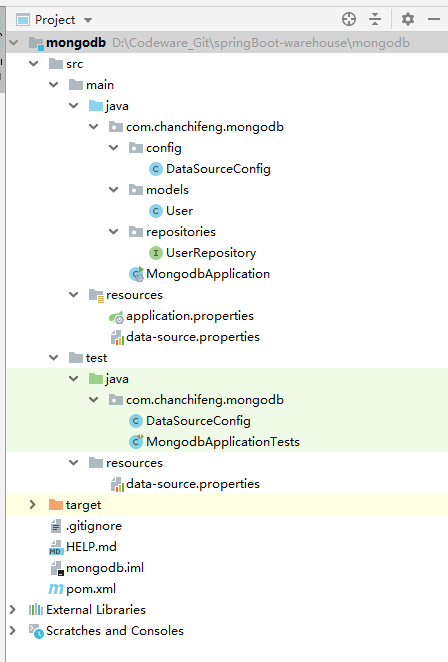 Project
mongodb D:\Codeware_Git\springBoot-warehouse\mongodb
src
main
java
com.chanchifeng.mongodb
config
DataSourceConfig
models
User
repositories
UserRepository
MongodbApplication
resources
application.properties
data-source.properties
test
java
com.chanchifeng.mongodb
DataSourceConfig
MongodbApplicationTests
resources
data-source.properties
target
.gitignore
HELP.md
mongodb.iml
pom.xml
External Libraries
Scratches and Consoles